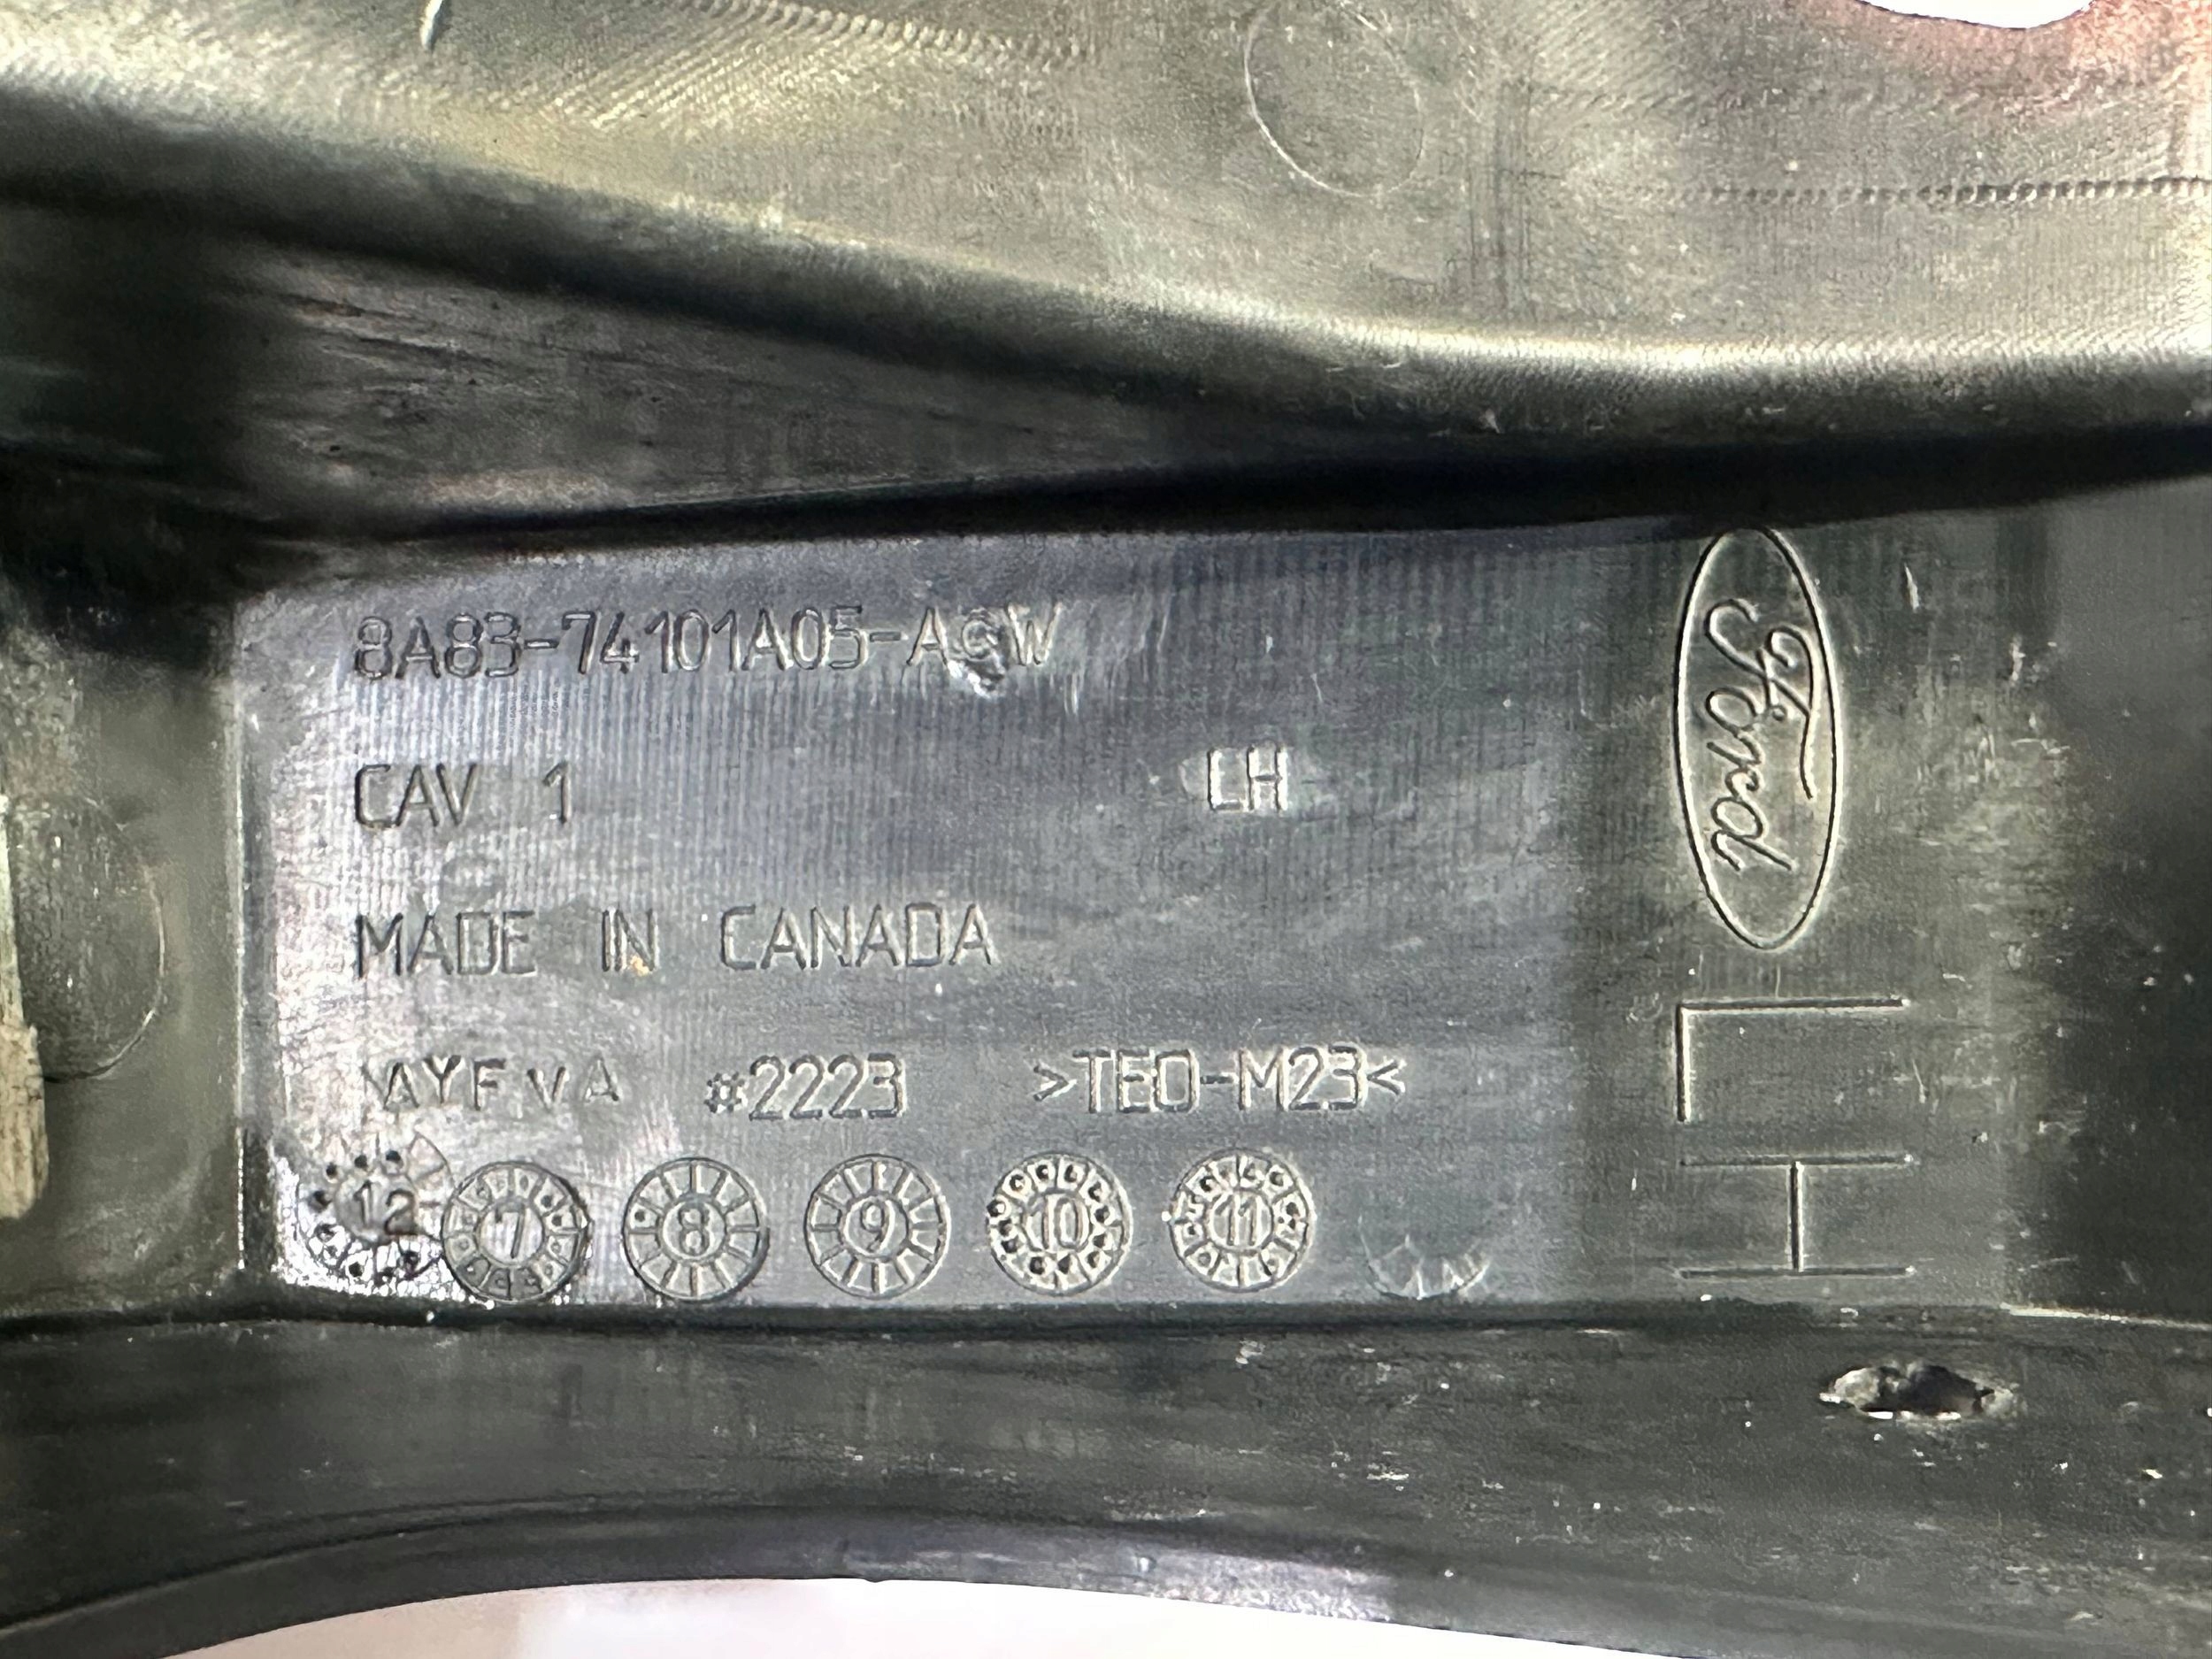 8A83-74101A05-A@W
CAV 1 LH
MADE IN CANADA
#2223 >TEO-M23<
12 7 8 9 10 11
Ford
LH